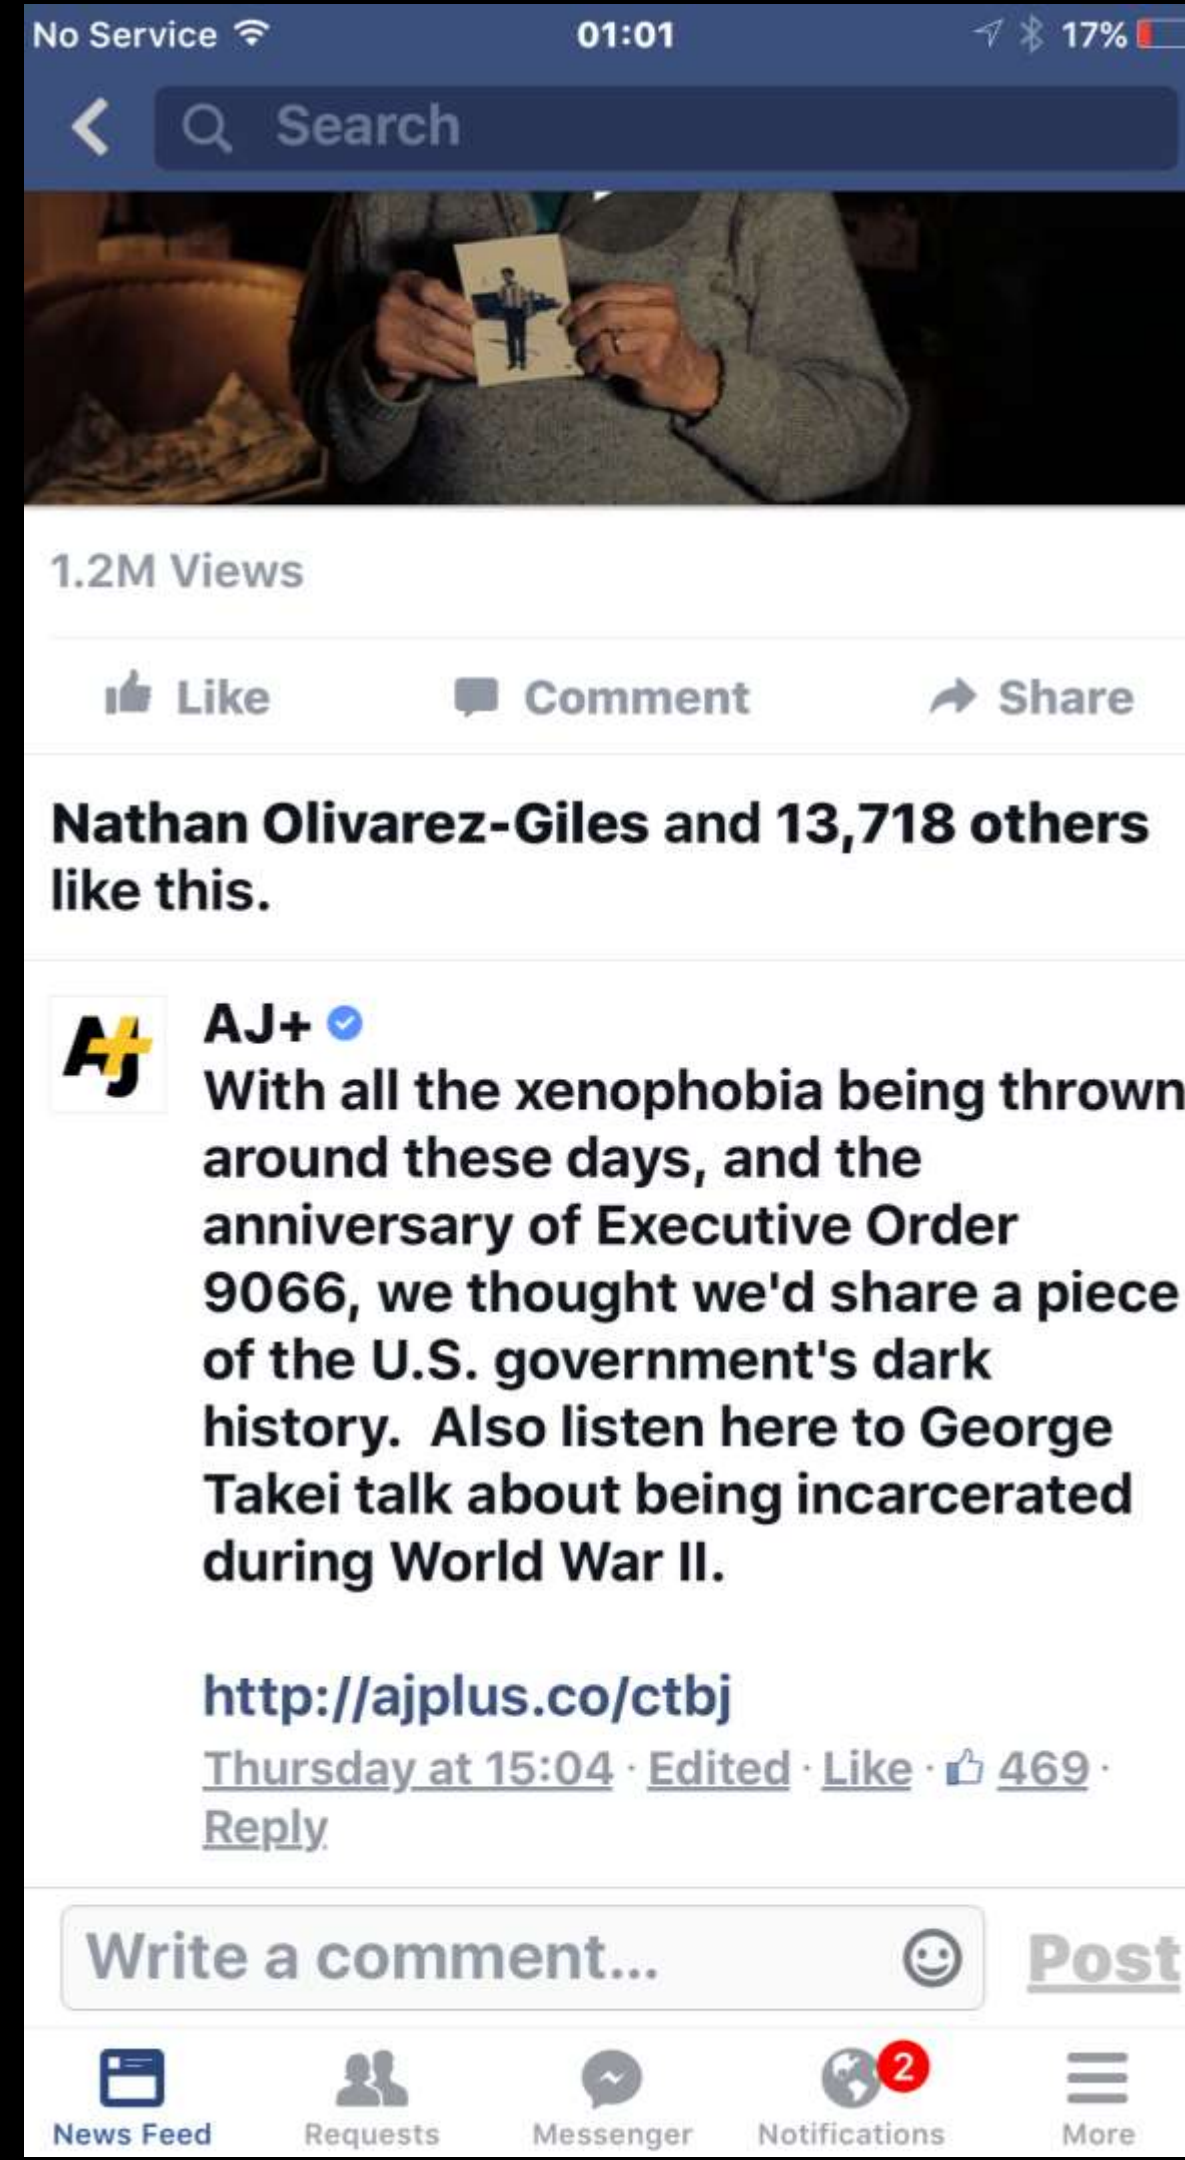 No Service
01:01
17%
Search
1.2M Views
Like
Comment
Share
Nathan Olivarez-Giles and 13,718 others
like this.
AJ+
AJ+
With all the xenophobia being thrown
around these days, and the
anniversary of Executive Order
9066, we thought we'd share a piece
of the U.S. government's dark
history.  Also listen here to George
Takei talk about being incarcerated
during World War II.
http://ajplus.co/ctbj
Thursday at 15:04 · Edited · Like · 469 ·
Reply
Write a comment...
Post
2
News Feed
Requests
Messenger
Notifications
More